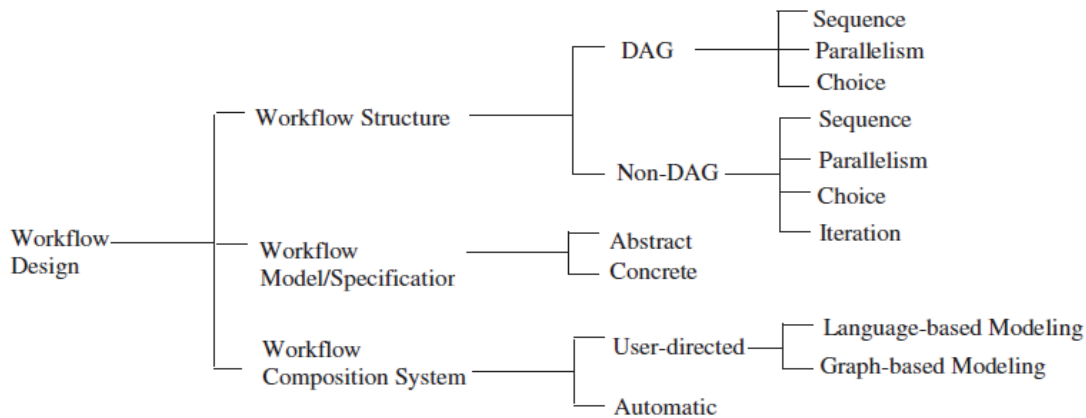 Sequence
DAG
Parallelism
Choice
Workflow Structure
Sequence
Parallelism
Non-DAG
Choice
Iteration
Workflow
Design
Workflow
Model/Specificatior
Abstract
Concrete
Workflow
Composition System
User-directed
Language-based Modeling
Graph-based Modeling
Automatic